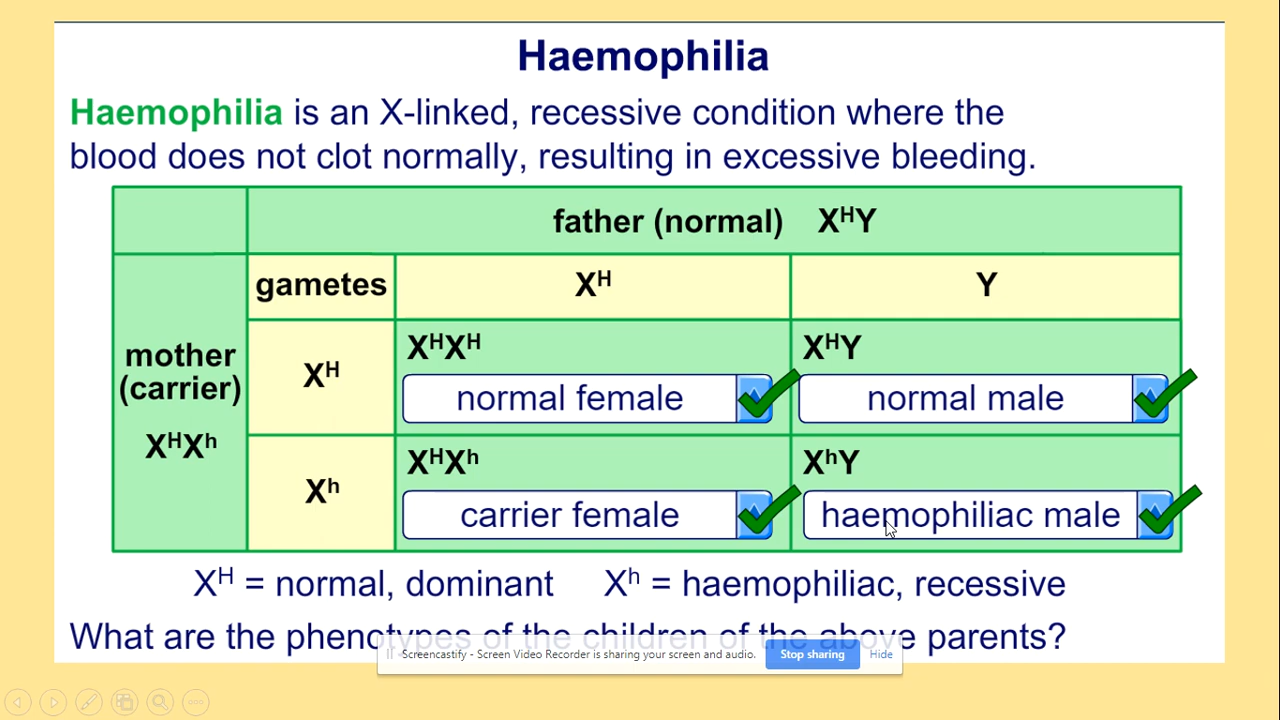 Haemophilia
Haemophilia is an X-linked, recessive condition where the
blood does not clot normally, resulting in excessive bleeding.
father (normal) XᴴY
gametes Xᴴ Y
mother
(carrier)
XᴴXʰ
Xᴴ
XᴴXᴴ
normal female
XᴴY
normal male
Xʰ
XᴴXʰ
carrier female
XʰY
haemophiliac male
Xᴴ = normal, dominant Xʰ = haemophiliac, recessive
What are the phenotypes of the children of the above parents?
Screencastify - Screen Video Recorder is sharing your screen and audio. Stop sharing Hide